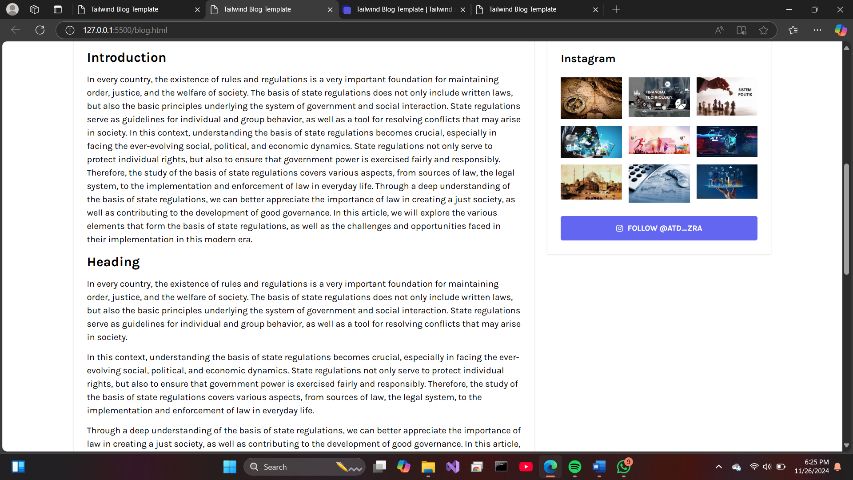 Tailwind Blog Template
Tailwind Blog Template
Tailwind Blog Template | Tailwind
Tailwind Blog Template
127.0.0.1:5500/blog.html
Introduction
In every country, the existence of rules and regulations is a very important foundation for maintaining
order, justice, and the welfare of society. The basis of state regulations does not only include written laws,
but also the basic principles underlying the system of government and social interaction. State regulations
serve as guidelines for individual and group behavior, as well as a tool for resolving conflicts that may arise
in society. In this context, understanding the basis of state regulations becomes crucial, especially in
facing the ever-evolving social, political, and economic dynamics. State regulations not only serve to
protect individual rights, but also to ensure that government power is exercised fairly and responsibly.
Therefore, the study of the basis of state regulations covers various aspects, from sources of law, the legal
system, to the implementation and enforcement of law in everyday life. Through a deep understanding of
the basis of state regulations, we can better appreciate the importance of law in creating a just society, as
well as contributing to the development of good governance. In this article, we will explore the various
elements that form the basis of state regulations, as well as the challenges and opportunities faced in
their implementation in this modern era.
Heading
In every country, the existence of rules and regulations is a very important foundation for maintaining
order, justice, and the welfare of society. The basis of state regulations does not only include written laws,
but also the basic principles underlying the system of government and social interaction. State regulations
serve as guidelines for individual and group behavior, as well as a tool for resolving conflicts that may arise
in society.
In this context, understanding the basis of state regulations becomes crucial, especially in facing the ever-
evolving social, political, and economic dynamics. State regulations not only serve to protect individual
rights, but also to ensure that government power is exercised fairly and responsibly. Therefore, the study of
the basis of state regulations covers various aspects, from sources of law, the legal system, to the
implementation and enforcement of law in everyday life.
Through a deep understanding of the basis of state regulations, we can better appreciate the importance of
law in creating a just society, as well as contributing to the development of good governance. In this article,
Instagram
FINANCIAL
TECHNOLOGY
SISTEM
POLITIK
FOLLOW @ATD_ZRA
Search
6:25 PM
11/26/2024